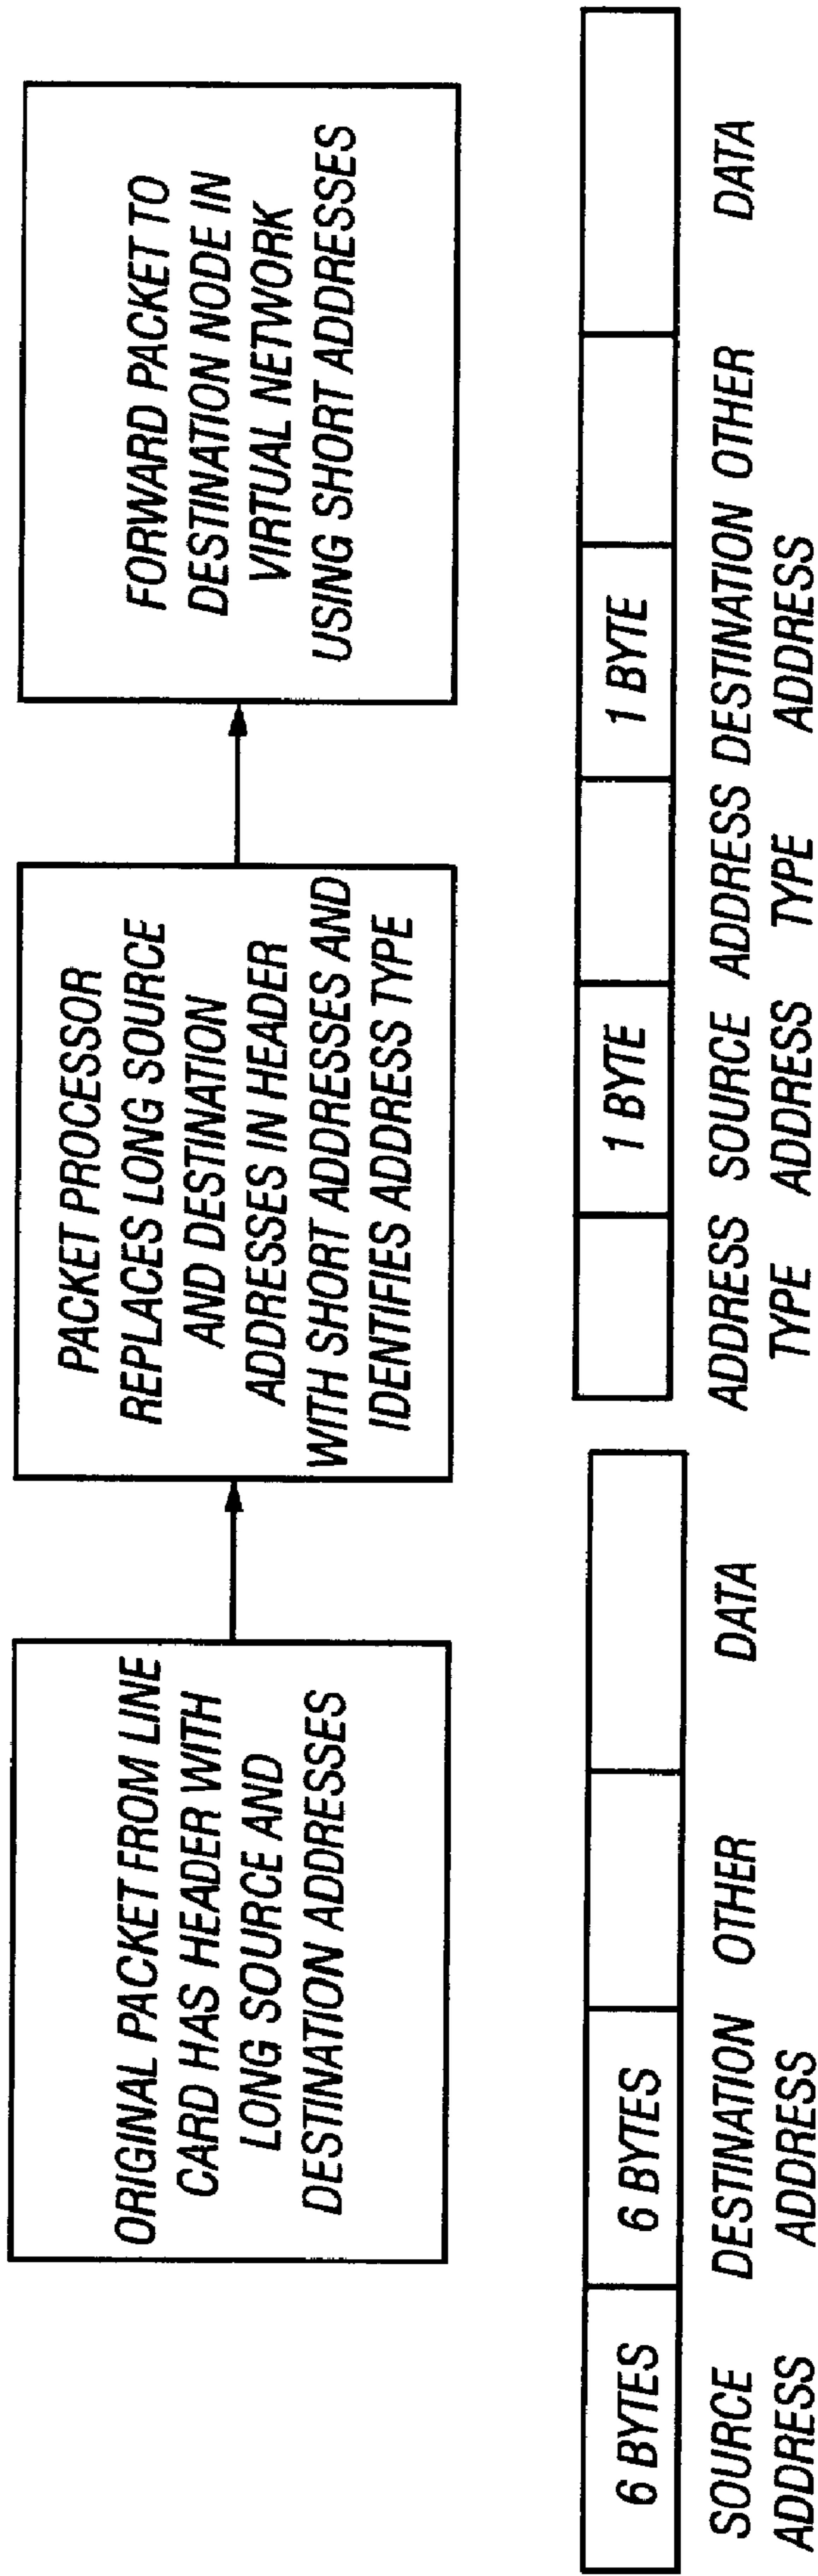 ORIGINAL PACKET FROM LINE
CARD HAS HEADER WITH
LONG SOURCE AND
DESTINATION ADDRESSES
PACKET PROCESSOR
REPLACES LONG SOURCE
AND DESTINATION
ADDRESSES IN HEADER
WITH SHORT ADDRESSES AND
IDENTIFIES ADDRESS TYPE
FORWARD PACKET TO
DESTINATION NODE IN
VIRTUAL NETWORK
USING SHORT ADDRESSES
6 BYTES
6 BYTES
SOURCE
ADDRESS
DESTINATION
ADDRESS
OTHER
DATA
1 BYTE
1 BYTE
ADDRESS
TYPE
SOURCE
ADDRESS
ADDRESS
TYPE
DESTINATION
ADDRESS
OTHER
DATA